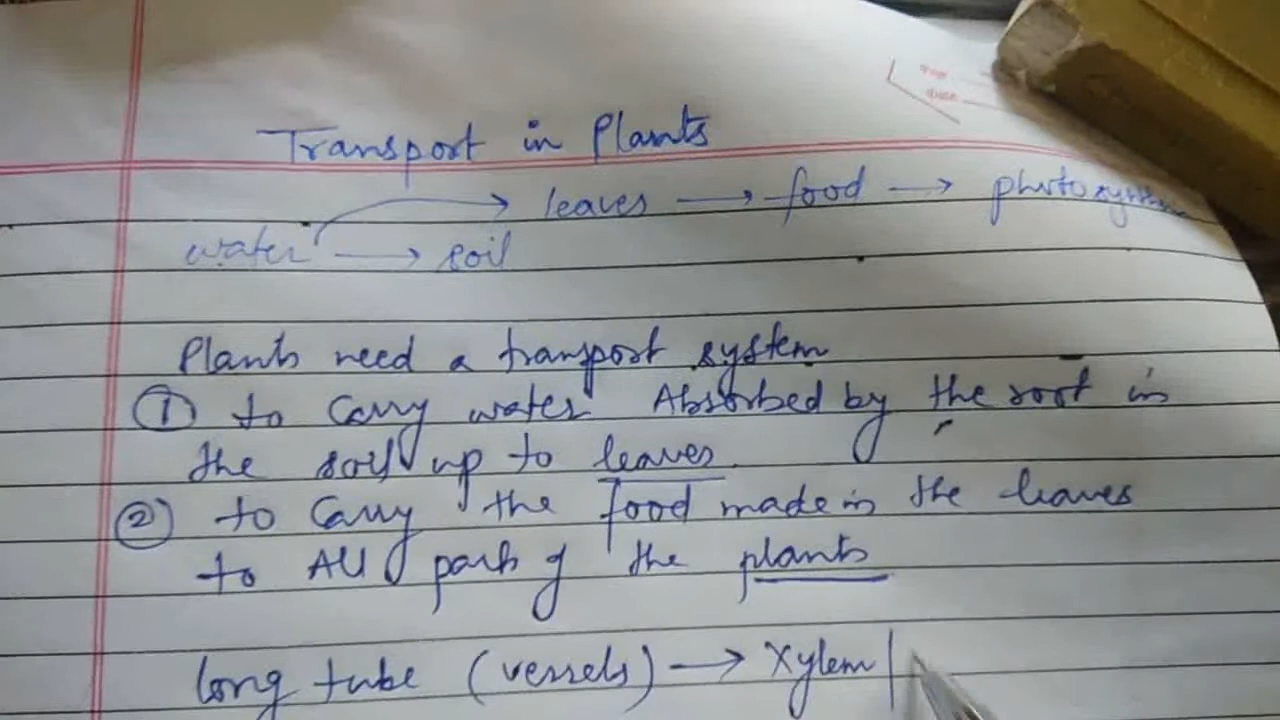 Transport in Plants
leaves → food → photosynthesis
water → soil
Plants need a transport system
① to carry water Absorbed by the root in
the soil up to leaves.
② to carry the food made in the leaves
to All parts of the plants
long tube (vessels) → Xylem |